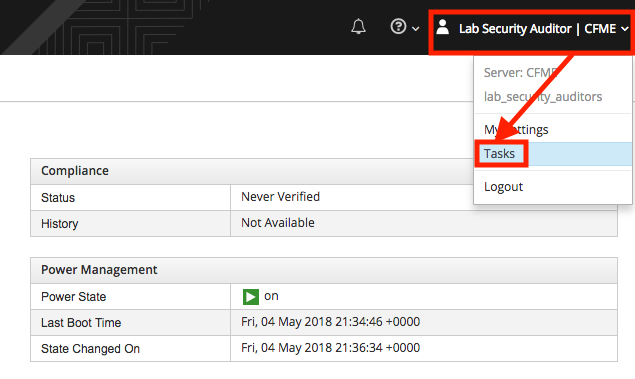 Lab Security Auditor | CFME
Server: CFME
lab_security_auditors
My Settings
Tasks
Logout
Compliance
Status Never Verified
History Not Available
Power Management
Power State on
Last Boot Time Fri, 04 May 2018 21:34:46 +0000
State Changed On Fri, 04 May 2018 21:36:34 +0000